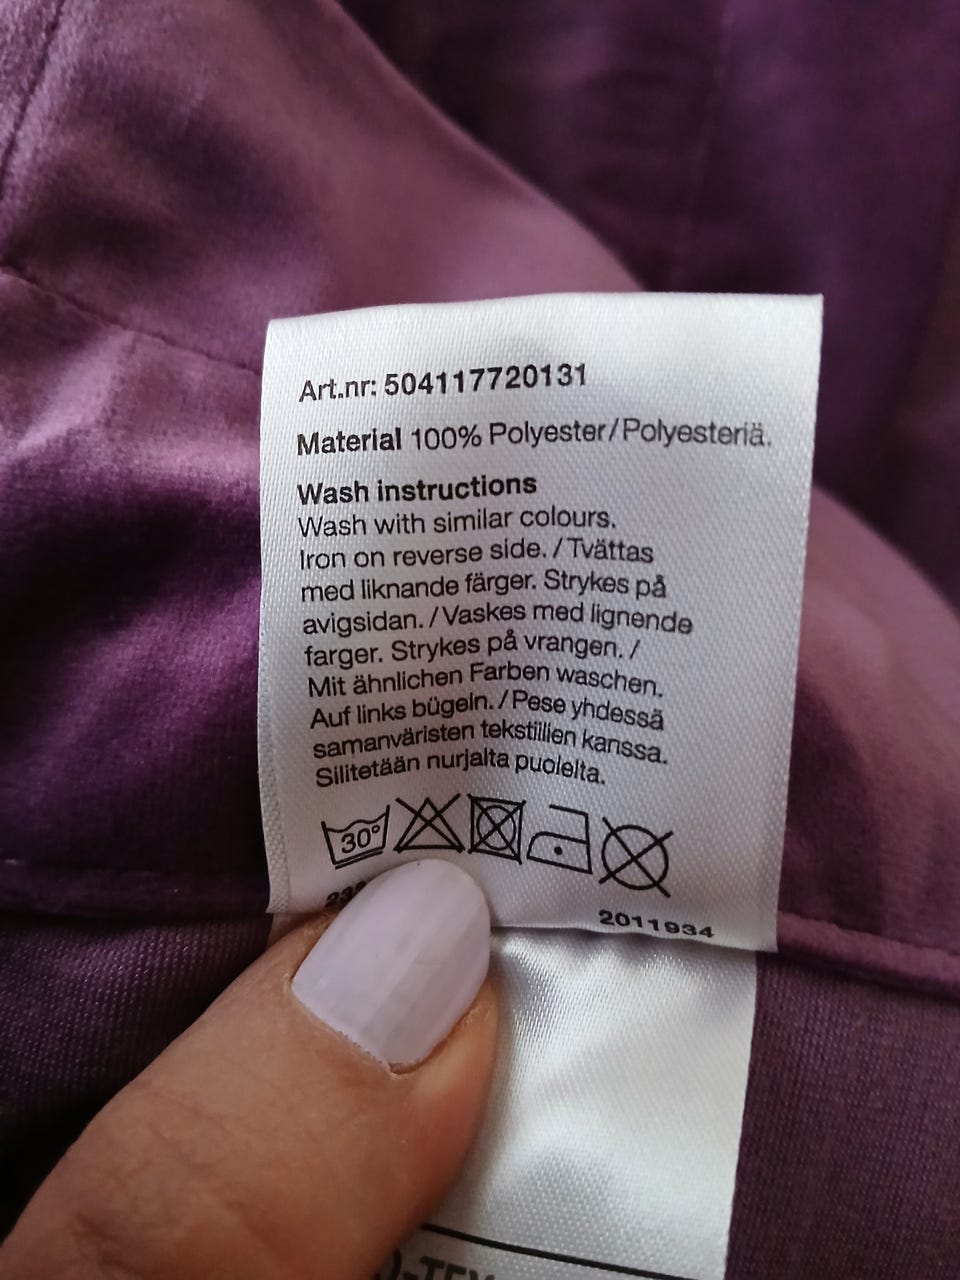 Art.nr: 504117720131
Material 100% Polyester/Polyesteriä.
Wash instructions
Wash with similar colours.
Iron on reverse side. / Tvättas
med liknande färger. Strykes på
avigsidan. / Vaskes med lignende
farger. Strykes på vrangen. /
Mit ähnlichen Farben waschen.
Auf links bügeln. / Pese yhdessä
samanväristen tekstiilien kanssa.
Silitetään nurjalta puolelta.
30°
2011934